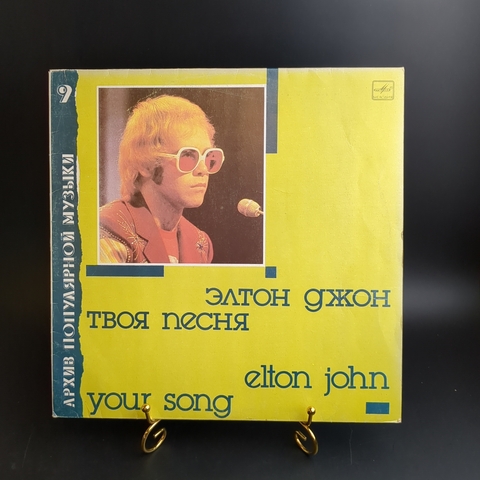 9
АРХИВ ПОПУЛЯРНОЙ МУЗЫКИ
ЭЛТОН ДЖОН
ТВОЯ ПЕСНЯ
elton john
your song